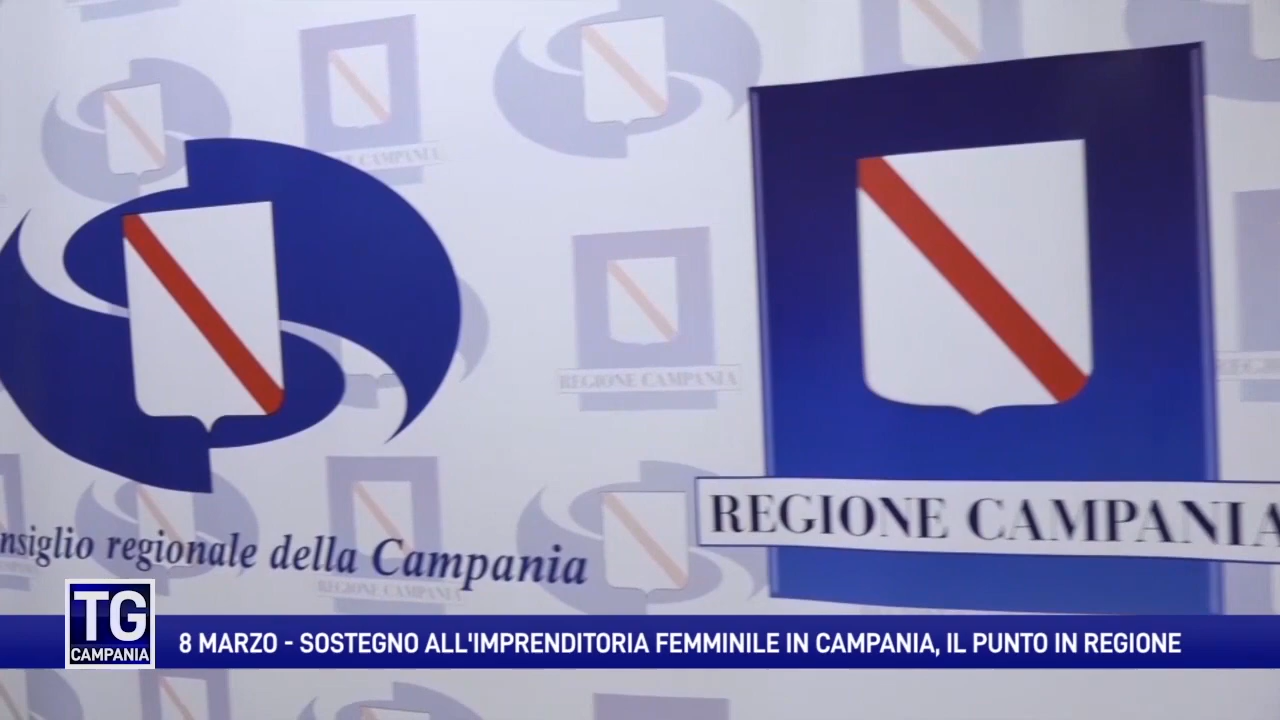 REGIONE CAMPANIA
REGIONE CAMPANIA
nsiglio regionale della Campania
REGIONE CAMPANIA
REGIONE CAMPANIA
TG
CAMPANIA
8 MARZO - SOSTEGNO ALL'IMPRENDITORIA FEMMINILE IN CAMPANIA, IL PUNTO IN REGIONE